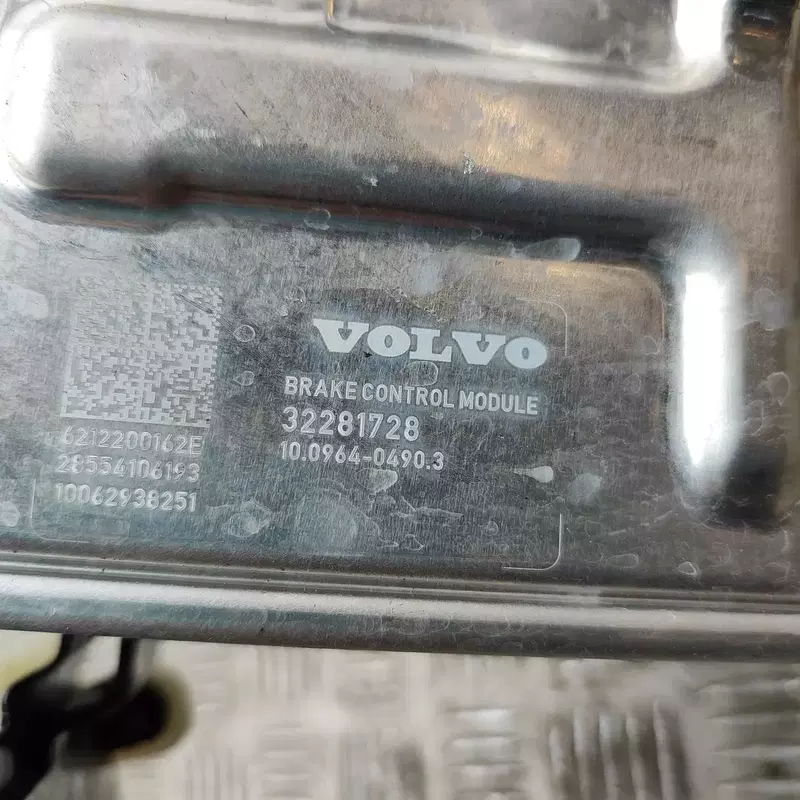 VOLVO
BRAKE CONTROL MODULE
32281728
10.0964-0490.3
6212200162E
28554106193
10062938251